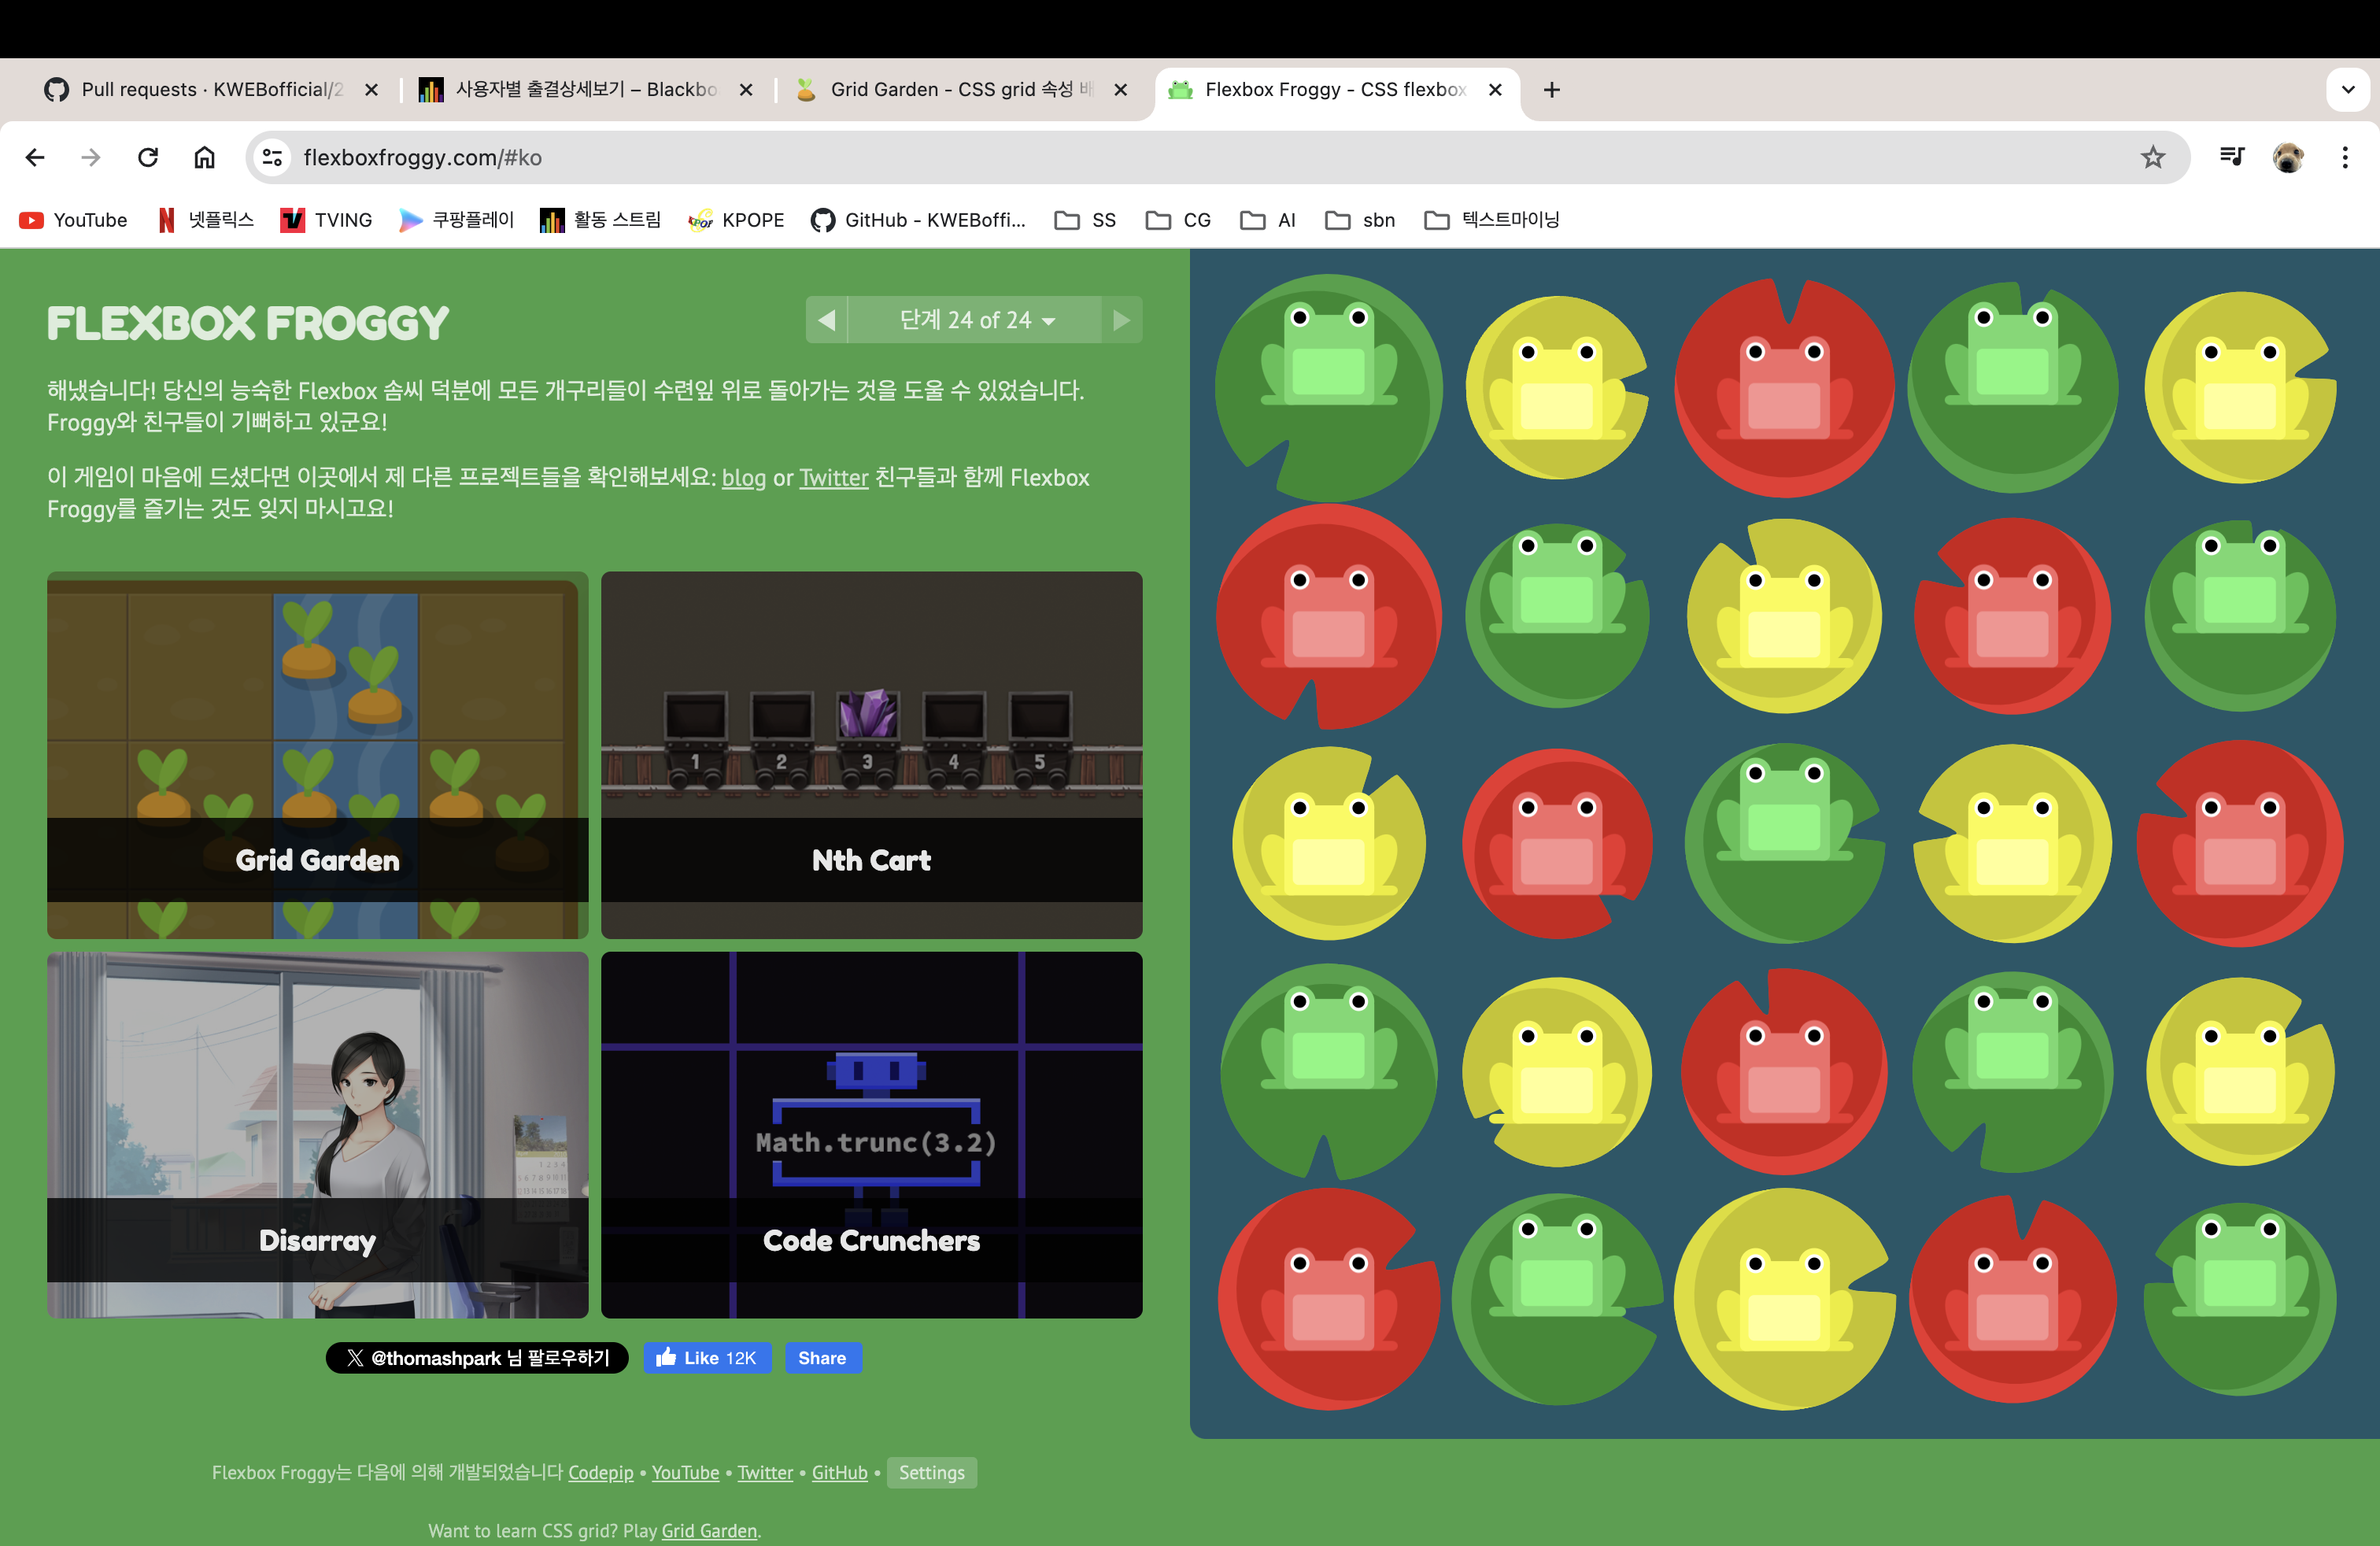 Pull requests · KWEBofficial/2
사용자별 출결상세보기 – Blackbo
Grid Garden - CSS grid 속성 배
Flexbox Froggy - CSS flexbox
flexboxfroggy.com/#ko
YouTube
넷플릭스
TVING
쿠팡플레이
활동 스트림
KPOPE
GitHub - KWEBoffi...
SS
CG
AI
sbn
텍스트마이닝
FLEXBOX FROGGY
단계 24 of 24
해냈습니다! 당신의 능숙한 Flexbox 솜씨 덕분에 모든 개구리들이 수련잎 위로 돌아가는 것을 도울 수 있었습니다.
Froggy와 친구들이 기뻐하고 있군요!
이 게임이 마음에 드셨다면 이곳에서 제 다른 프로젝트들을 확인해보세요: blog or Twitter 친구들과 함께 Flexbox
Froggy를 즐기는 것도 잊지 마시고요!
Grid Garden
1 2 3 4 5
Nth Cart
Disarray
Math.trunc(3.2)
Code Crunchers
@thomashpark 님 팔로우하기
Like 12K
Share
Flexbox Froggy는 다음에 의해 개발되었습니다 Codepip • YouTube • Twitter • GitHub • Settings
Want to learn CSS grid? Play Grid Garden.